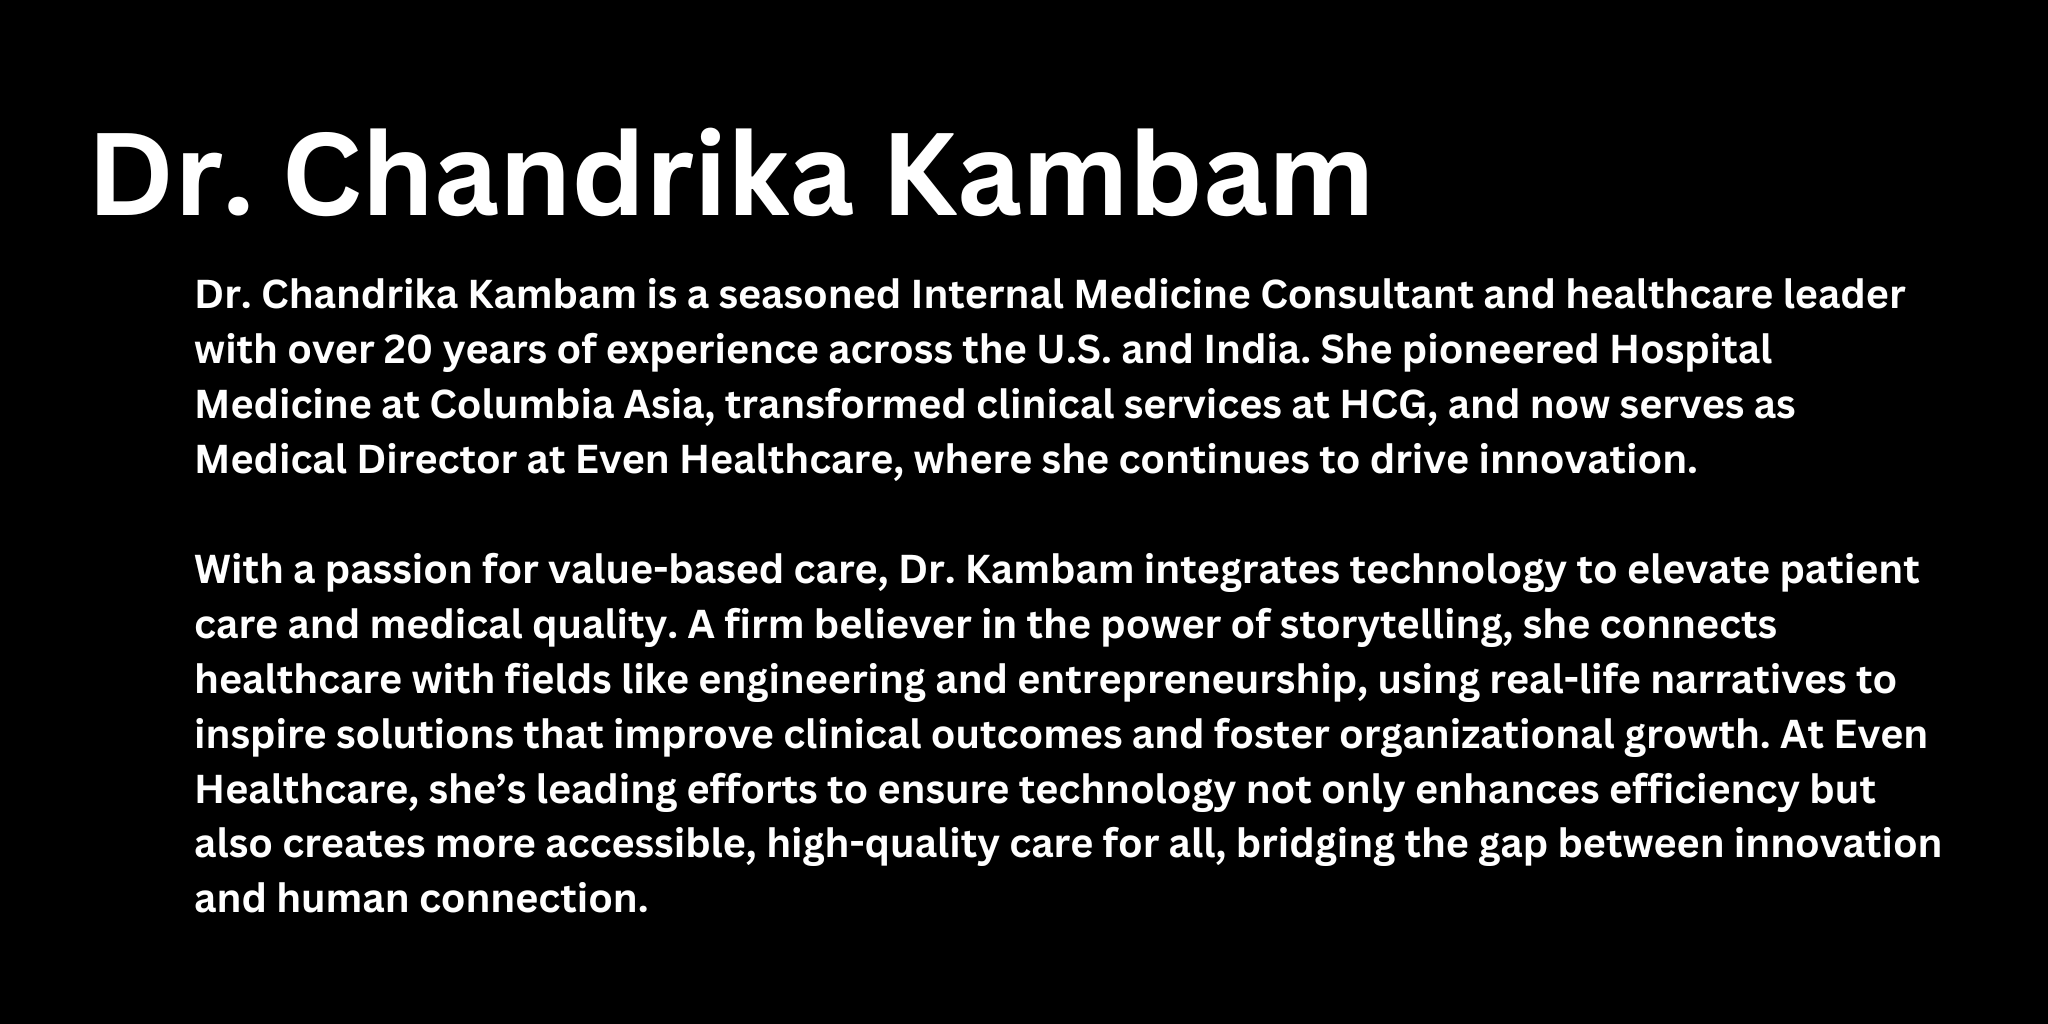 Dr. Chandrika Kambam
Dr. Chandrika Kambam is a seasoned Internal Medicine Consultant and healthcare leader
with over 20 years of experience across the U.S. and India. She pioneered Hospital
Medicine at Columbia Asia, transformed clinical services at HCG, and now serves as
Medical Director at Even Healthcare, where she continues to drive innovation.
With a passion for value-based care, Dr. Kambam integrates technology to elevate patient
care and medical quality. A firm believer in the power of storytelling, she connects
healthcare with fields like engineering and entrepreneurship, using real-life narratives to
inspire solutions that improve clinical outcomes and foster organizational growth. At Even
Healthcare, she’s leading efforts to ensure technology not only enhances efficiency but
also creates more accessible, high-quality care for all, bridging the gap between innovation
and human connection.